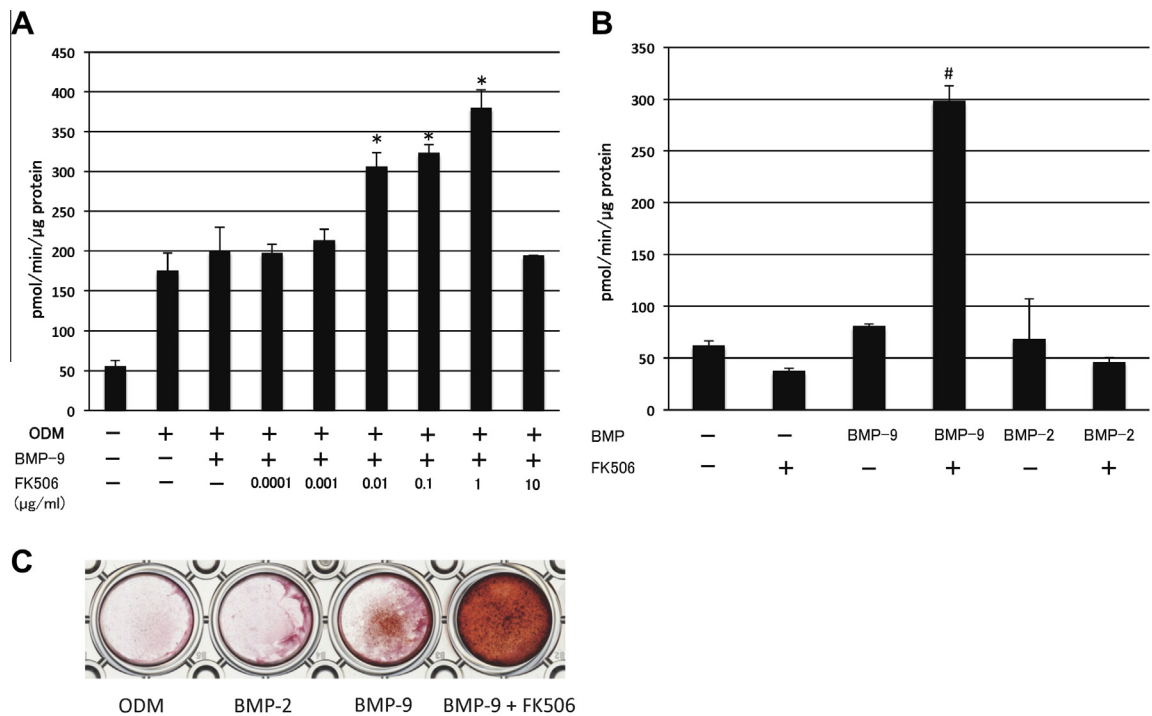 A
450
400
350
300
250
200
150
100
50
0
pmol/min/μg protein
* * *
ODM − + + + + + + + +
BMP-9 − − + + + + + + +
FK506 − − − 0.0001 0.001 0.01 0.1 1 10
(μg/ml)
B
350
300
250
200
150
100
50
0
pmol/min/μg protein
#
BMP − − BMP-9 BMP-9 BMP-2 BMP-2
FK506 − + − + − +
C
ODM BMP-2 BMP-9 BMP-9 + FK506